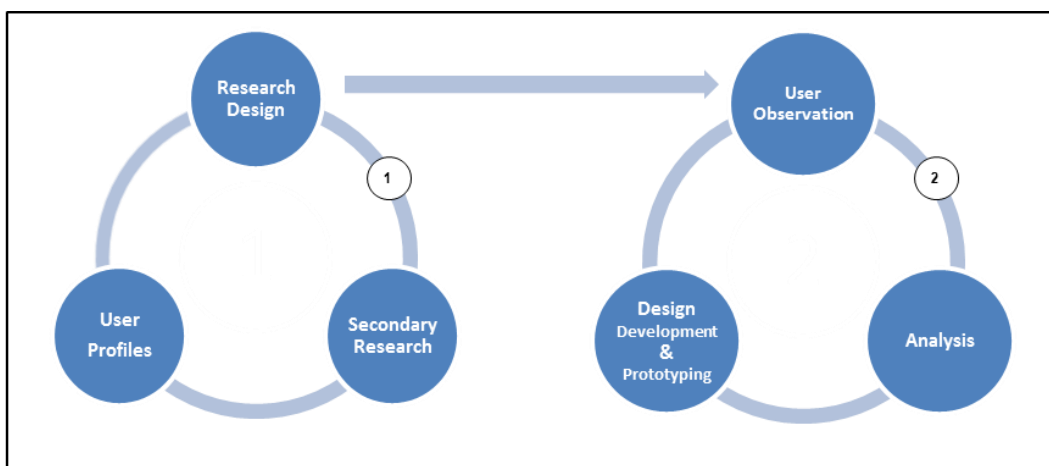 Research
Design
1
User
Profiles
Secondary
Research
User
Observation
2
Design
Development
&
Prototyping
Analysis